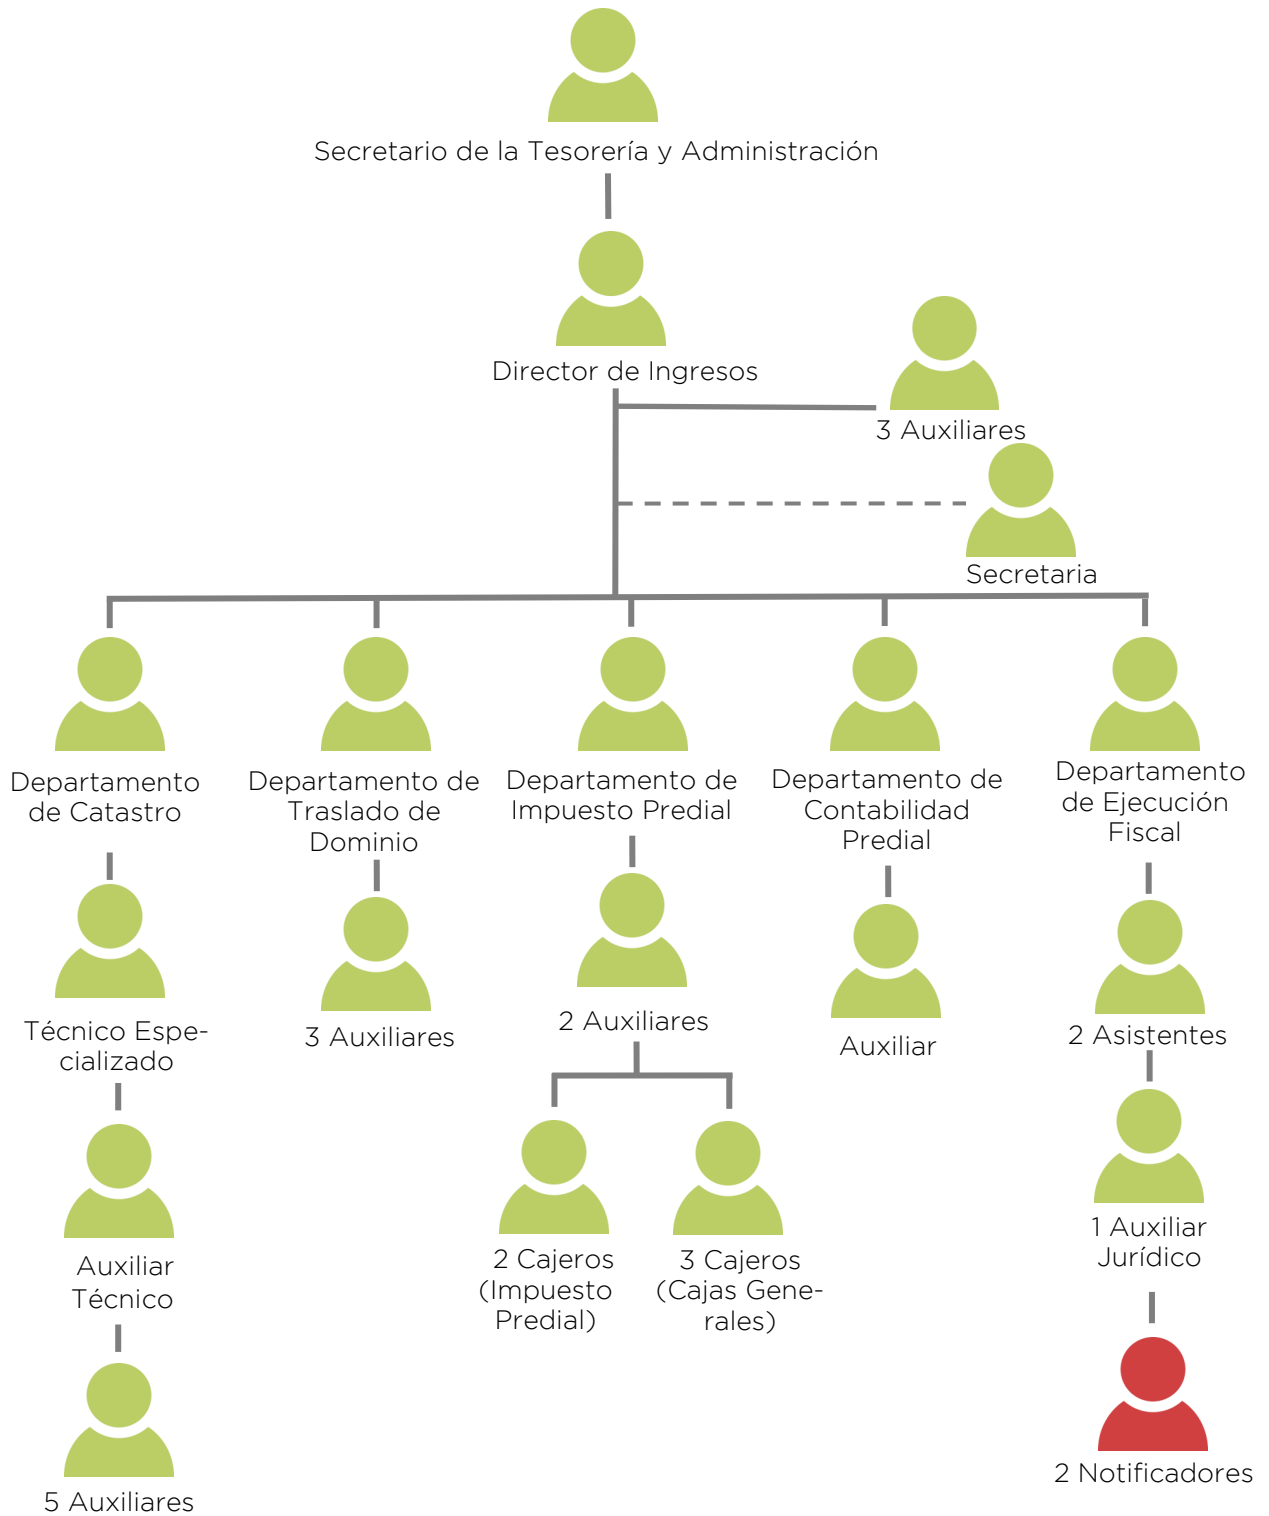 Secretario de la Tesorería y Administración
Director de Ingresos
3 Auxiliares
Secretaria
Departamento
de Catastro
Departamento de
Traslado de
Dominio
Departamento de
Impuesto Predial
Departamento de
Contabilidad
Predial
Departamento
de Ejecución
Fiscal
Técnico Espe-
cializado
3 Auxiliares
2 Auxiliares
Auxiliar
2 Asistentes
Auxiliar
Técnico
2 Cajeros
(Impuesto
Predial)
3 Cajeros
(Cajas Gene-
rales)
1 Auxiliar
Jurídico
5 Auxiliares
2 Notificadores